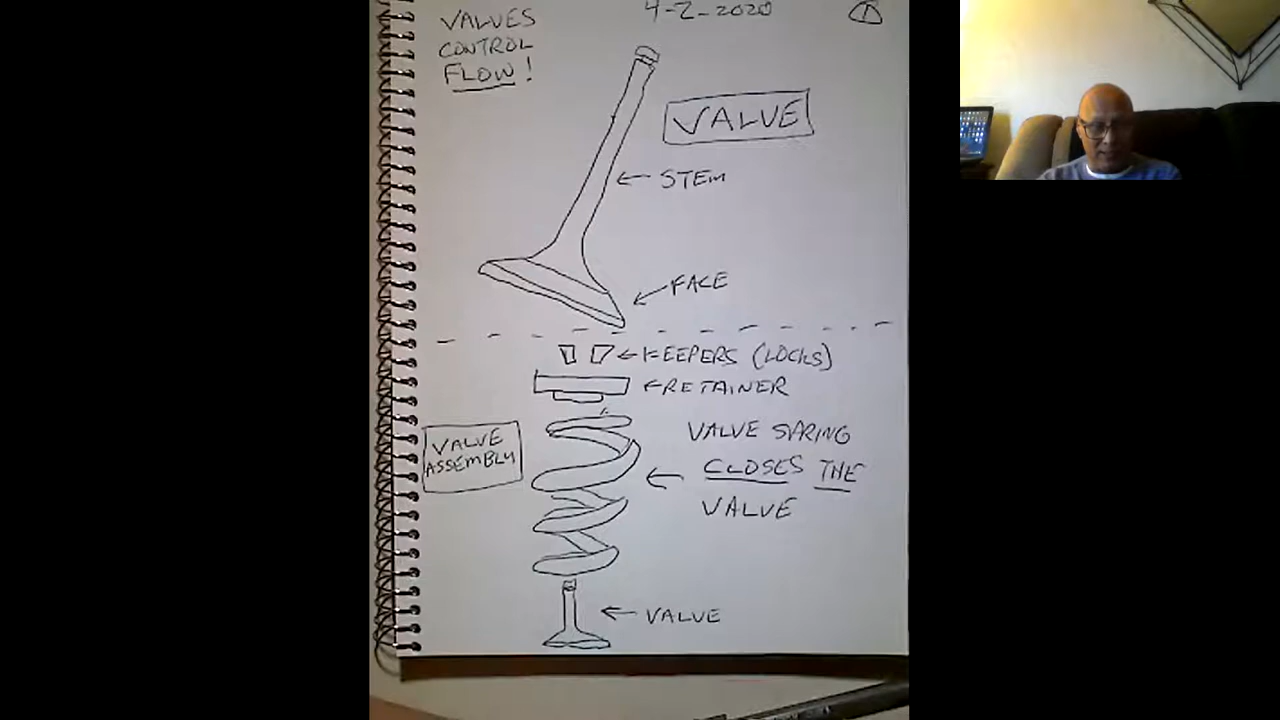 VALVES
CONTROL
FLOW!
4-2-2020
1
VALVE
STEM
FACE
KEEPERS (LOCKS)
RETAINER
VALVE
ASSEMBLY
VALVE SPRING
CLOSES THE
VALVE
VALVE